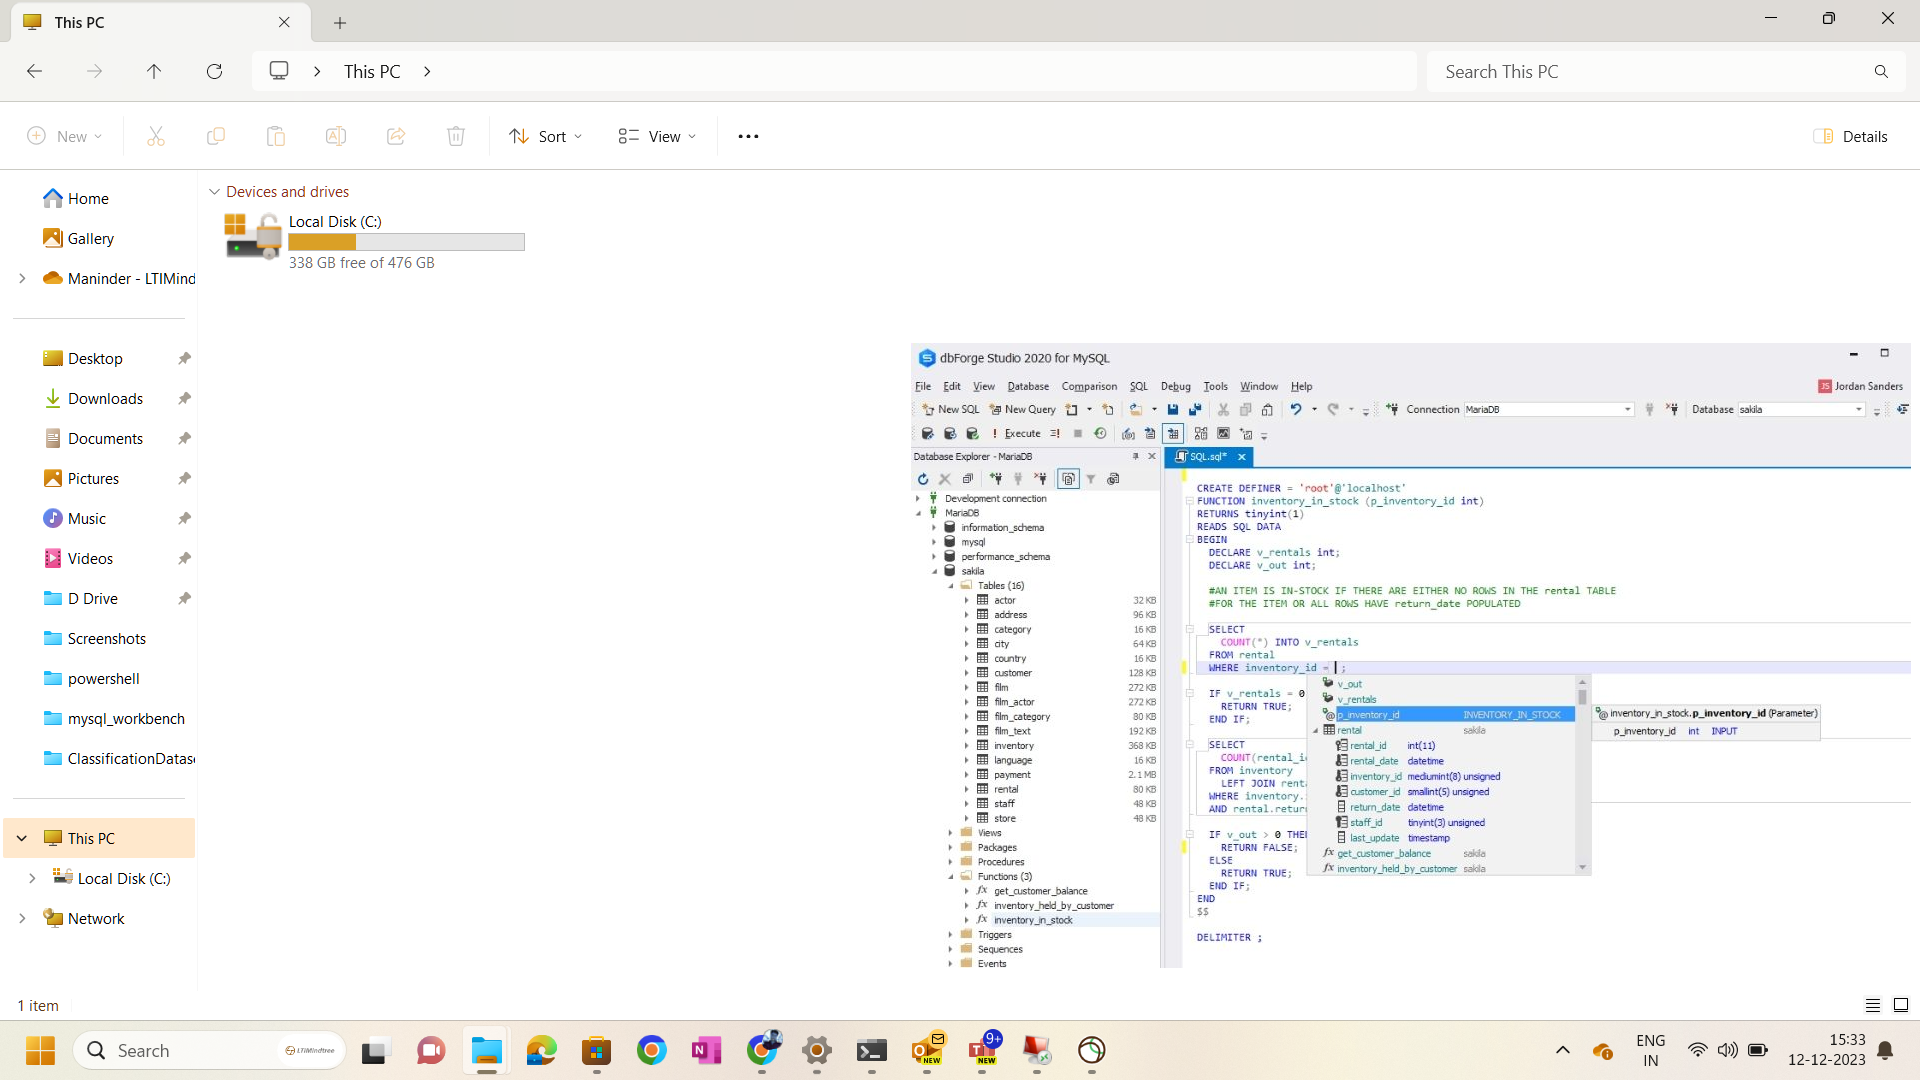 This PC
This PC
Search This PC
New
Sort
View
Details
Home
Gallery
Maninder - LTIMind
Desktop
Downloads
Documents
Pictures
Music
Videos
D Drive
Screenshots
powershell
mysql_workbench
ClassificationDatase
This PC
Local Disk (C:)
Network
Devices and drives
Local Disk (C:)
338 GB free of 476 GB
dbForge Studio 2020 for MySQL
File Edit View Database Comparison SQL Debug Tools Window Help
JS Jordan Sanders
New SQL New Query Connection MariaDB Database sakila
Execute
Database Explorer - MariaDB
Development connection
MariaDB
information_schema
mysql
performance_schema
sakila
Tables (16)
actor 32 KB
address 96 KB
category 16 KB
city 64 KB
country 16 KB
customer 128 KB
film 272 KB
film_actor 272 KB
film_category 80 KB
film_text 192 KB
inventory 368 KB
language 16 KB
payment 2.1 MB
rental 80 KB
staff 48 KB
store 48 KB
Views
Packages
Procedures
Functions (3)
fx get_customer_balance
fx inventory_held_by_customer
fx inventory_in_stock
Triggers
Sequences
Events
SQL.sql*
CREATE DEFINER = 'root'@'localhost'
FUNCTION inventory_in_stock (p_inventory_id int)
RETURNS tinyint(1)
READS SQL DATA
BEGIN
DECLARE v_rentals int;
DECLARE v_out int;
#AN ITEM IS IN-STOCK IF THERE ARE EITHER NO ROWS IN THE rental TABLE
#FOR THE ITEM OR ALL ROWS HAVE return_date POPULATED
SELECT
COUNT(*) INTO v_rentals
FROM rental
WHERE inventory_id = ;
IF v_rentals = 0
RETURN TRUE;
END IF;
SELECT
COUNT(rental_i
FROM inventory
LEFT JOIN rent
WHERE inventory.
AND rental.retur
IF v_out > 0 THE
RETURN FALSE;
ELSE
RETURN TRUE;
END IF;
END
$$
DELIMITER ;
v_out
v_rentals
p_inventory_id INVENTORY_IN_STOCK
rental sakila
rental_id int(11)
rental_date datetime
inventory_id mediumint(8) unsigned
customer_id smallint(5) unsigned
return_date datetime
staff_id tinyint(3) unsigned
last_update timestamp
fx get_customer_balance sakila
fx inventory_held_by_customer sakila
inventory_in_stock.p_inventory_id (Parameter)
p_inventory_id int INPUT
1 item
Search
LTIMindtree
NEW
9+
NEW
ENG
IN
15:33
12-12-2023